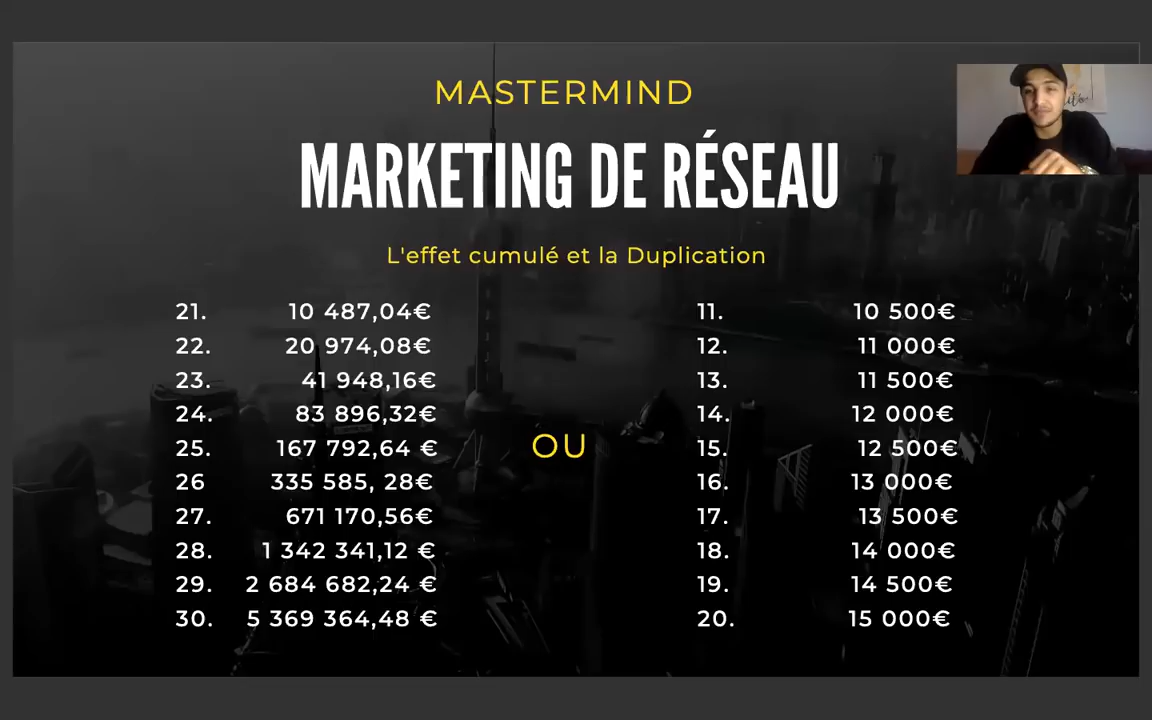 MASTERMIND
MARKETING DE RÉSEAU
L'effet cumulé et la Duplication
21. 10 487,04€
22. 20 974,08€
23. 41 948,16€
24. 83 896,32€
25. 167 792,64 €
26 335 585, 28€
27. 671 170,56€
28. 1 342 341,12 €
29. 2 684 682,24 €
30. 5 369 364,48 €
OU
11. 10 500€
12. 11 000€
13. 11 500€
14. 12 000€
15. 12 500€
16. 13 000€
17. 13 500€
18. 14 000€
19. 14 500€
20. 15 000€